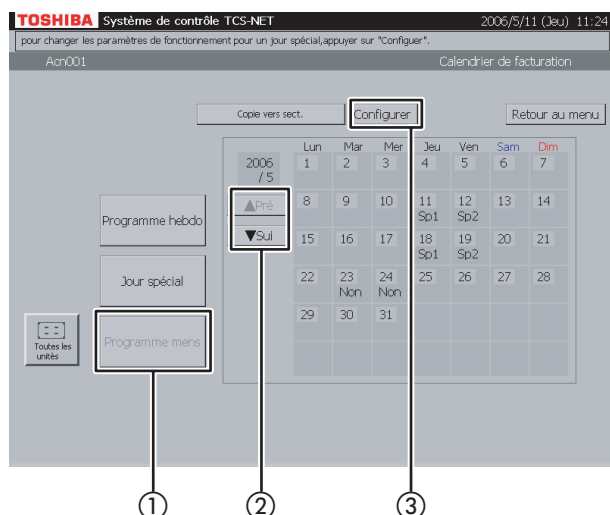 TOSHIBA Système de contrôle TCS-NET 2006/5/11 (Jeu) 11:24
pour changer les paramètres de fonctionnement pour un jour spécial,appuyer sur "Configuer".
Acn001 Calendrier de facturation
Copie vers sect. Configurer Retour au menu
Lun Mar Mer Jeu Ven Sam Dim
2006 / 5
1 2 3 4 5 6 7
▲Pré
▼Sui
8 9 10 11 12 13 14
Sp1 Sp2
15 16 17 18 19 20 21
Sp1 Sp2
22 23 24 25 26 27 28
Non Non
29 30 31
Programme hebdo
Jour spécial
Programme mens
Toutes les
unitès
① ② ③